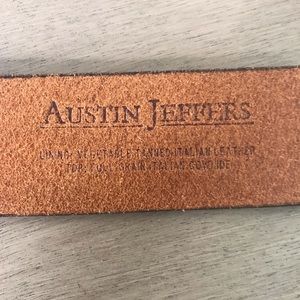 AUSTIN JEFFERS
LINING: VEGETABLE TANNED ITALIAN LEATHER
TOP: FULL GRAIN ITALIAN COWHIDE